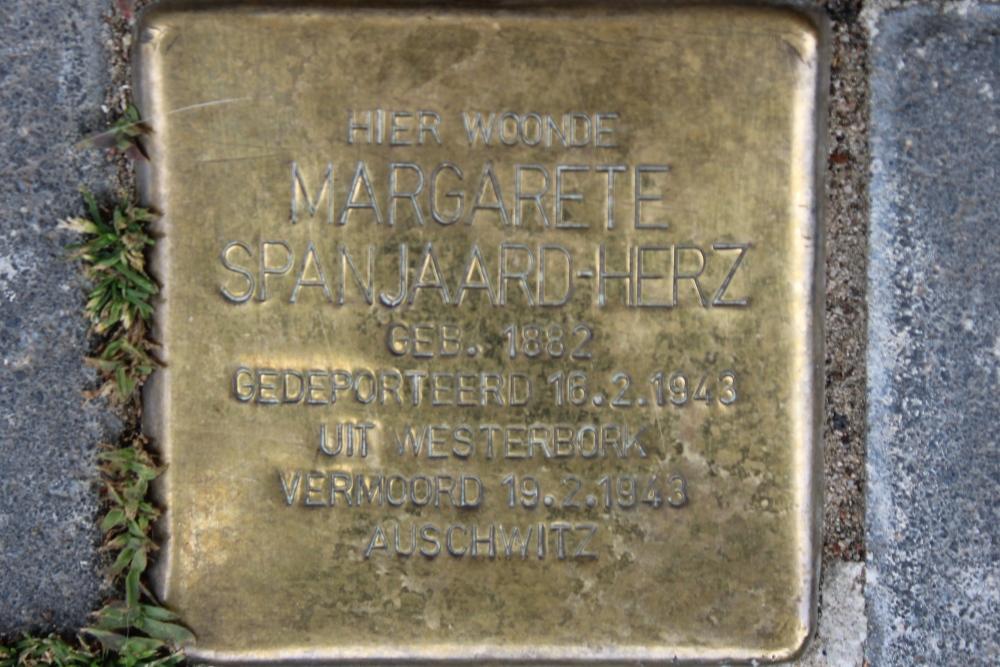 HIER WOONDE
MARGARETE
SPANJAARD-HERZ
GEB. 1882
GEDEPORTEERD 16.2.1943
UIT WESTERBORK
VERMOORD 19.2.1943
AUSCHWITZ